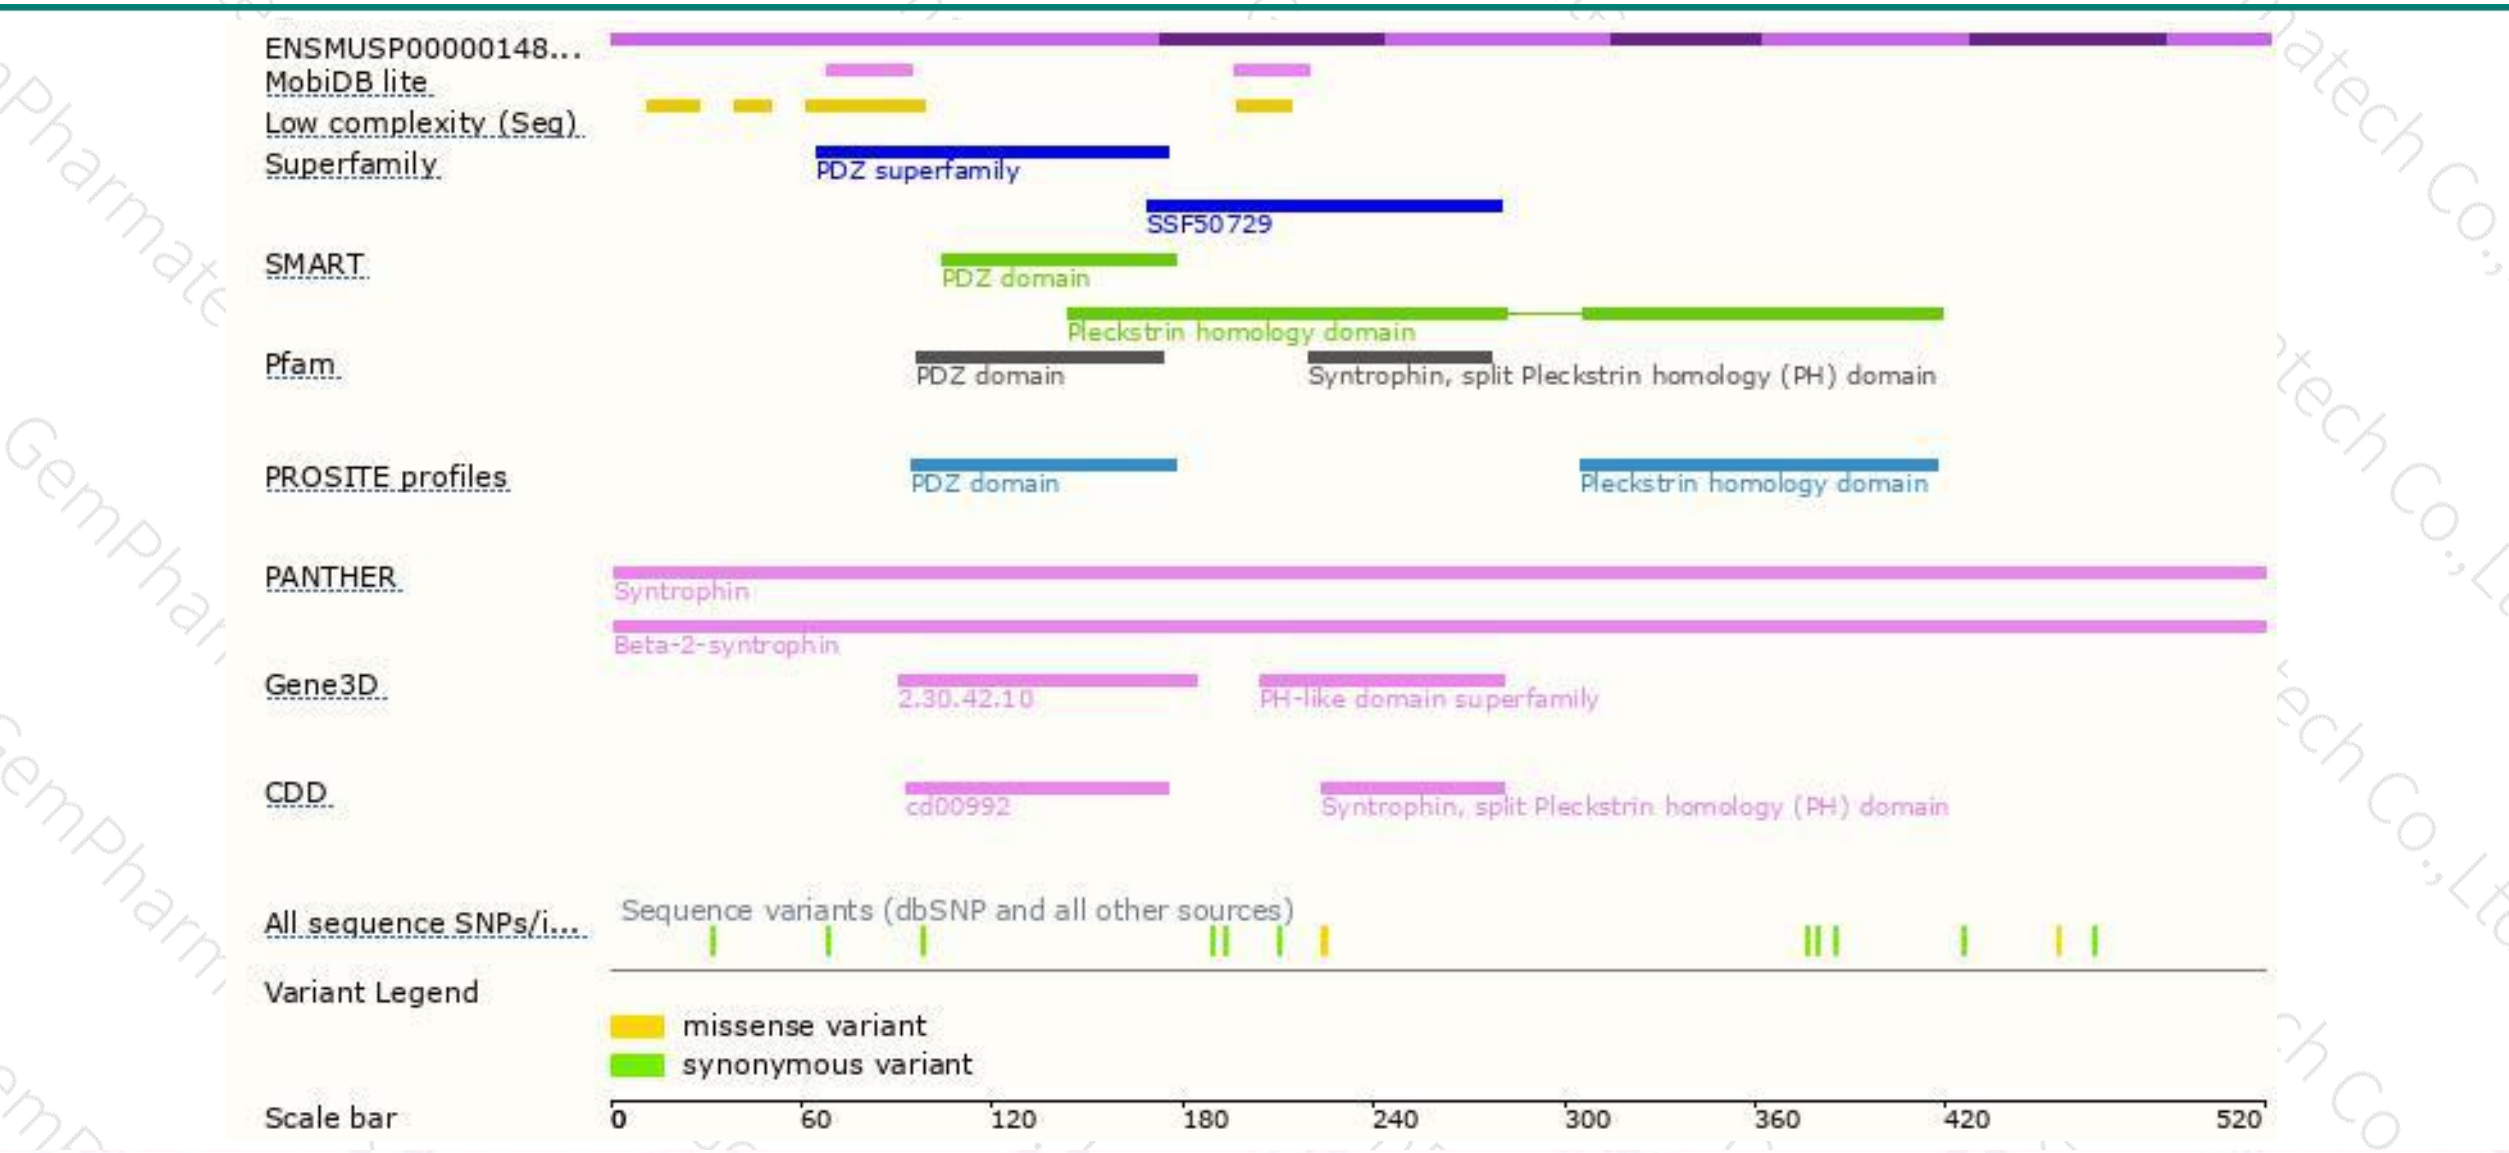 ENSMUSP00000148...
MobiDB lite
Low complexity (Seg)
Superfamily
PDZ superfamily
SSF50729
SMART
PDZ domain
Pleckstrin homology domain
Pfam
PDZ domain
Syntrophin, split Pleckstrin homology (PH) domain
PROSITE profiles
PDZ domain
Pleckstrin homology domain
PANTHER
Syntrophin
Beta-2-syntrophin
Gene3D
2.30.42.10
PH-like domain superfamily
CDD
cd00992
Syntrophin, split Pleckstrin homology (PH) domain
All sequence SNPs/i...
Sequence variants (dbSNP and all other sources)
Variant Legend
missense variant
synonymous variant
Scale bar
0 60 120 180 240 300 360 420 520